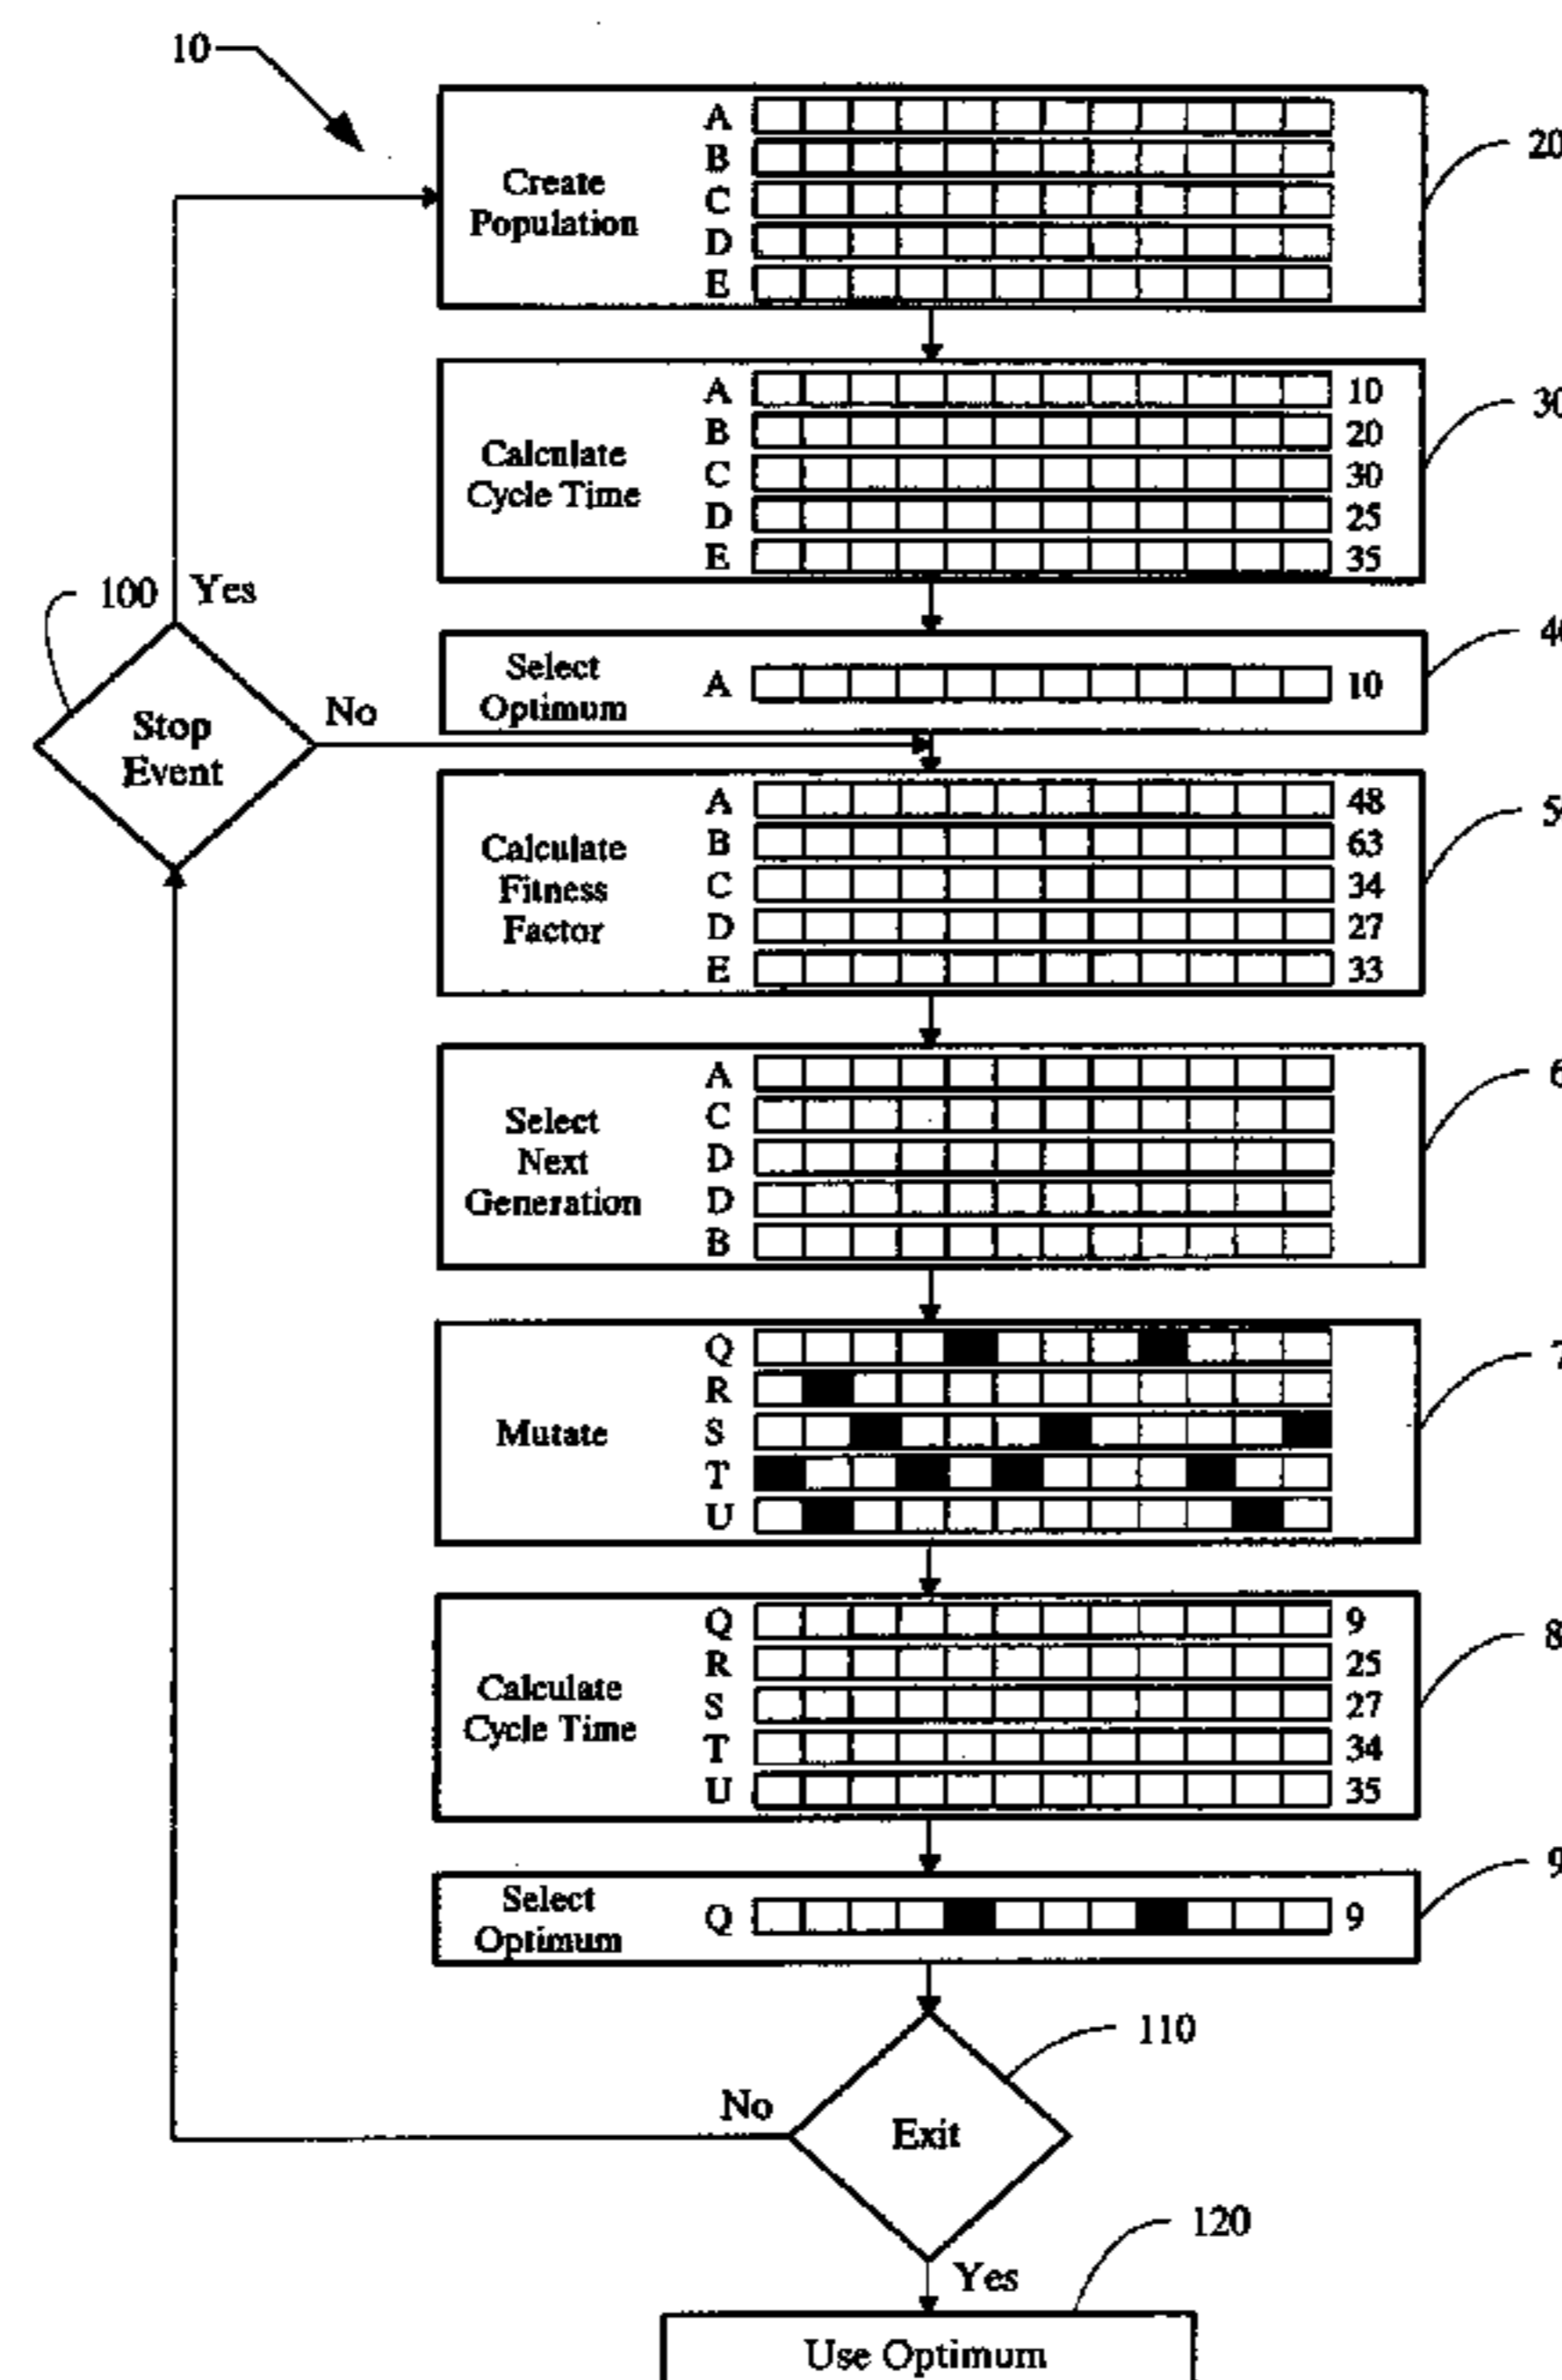 10
Create
Population
A
B
C
D
E
20
Calculate
Cycle Time
A 10
B 20
C 30
D 25
E 35
30
100
Yes
Stop
Event
No
Select
Optimum
A 10
Calculate
Fitness
Factor
A 48
B 63
C 34
D 27
E 33
Select
Next
Generation
A
C
D
D
B
Mutate
Q
R
S
T
U
Calculate
Cycle Time
Q 9
R 25
S 27
T 34
U 35
Select
Optimum
Q 9
110
No
Exit
Yes
120
Use Optimum